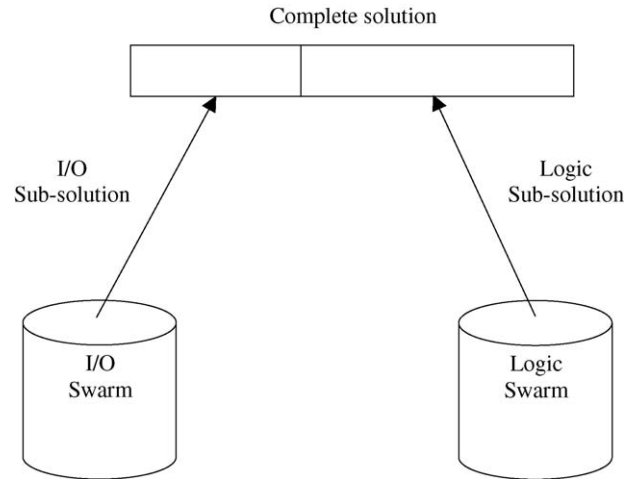 Complete solution
I/O
Sub-solution
Logic
Sub-solution
I/O
Swarm
Logic
Swarm